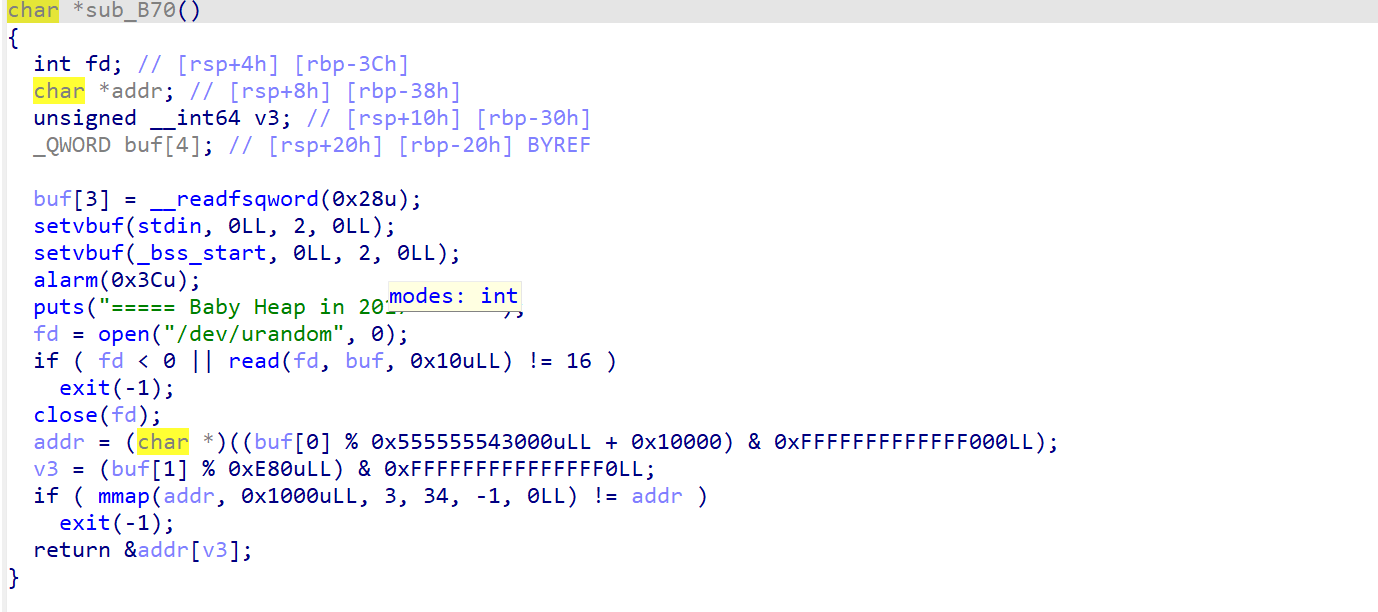 char *sub_B70()
{
  int fd; // [rsp+4h] [rbp-3Ch]
  char *addr; // [rsp+8h] [rbp-38h]
  unsigned __int64 v3; // [rsp+10h] [rbp-30h]
  _QWORD buf[4]; // [rsp+20h] [rbp-20h] BYREF

  buf[3] = __readfsqword(0x28u);
  setvbuf(stdin, 0LL, 2, 0LL);
  setvbuf(_bss_start, 0LL, 2, 0LL);
  alarm(0x3Cu);
modes: int
  puts("===== Baby Heap in
  fd = open("/dev/urandom", 0);
  if ( fd < 0 || read(fd, buf, 0x10uLL) != 16 )
    exit(-1);
  close(fd);
  addr = (char *)((buf[0] % 0x555555543000uLL + 0x10000) & 0xFFFFFFFFFFFFF000LL);
  v3 = (buf[1] % 0xE80uLL) & 0xFFFFFFFFFFFFFFF0LL;
  if ( mmap(addr, 0x1000uLL, 3, 34, -1, 0LL) != addr )
    exit(-1);
  return &addr[v3];
}